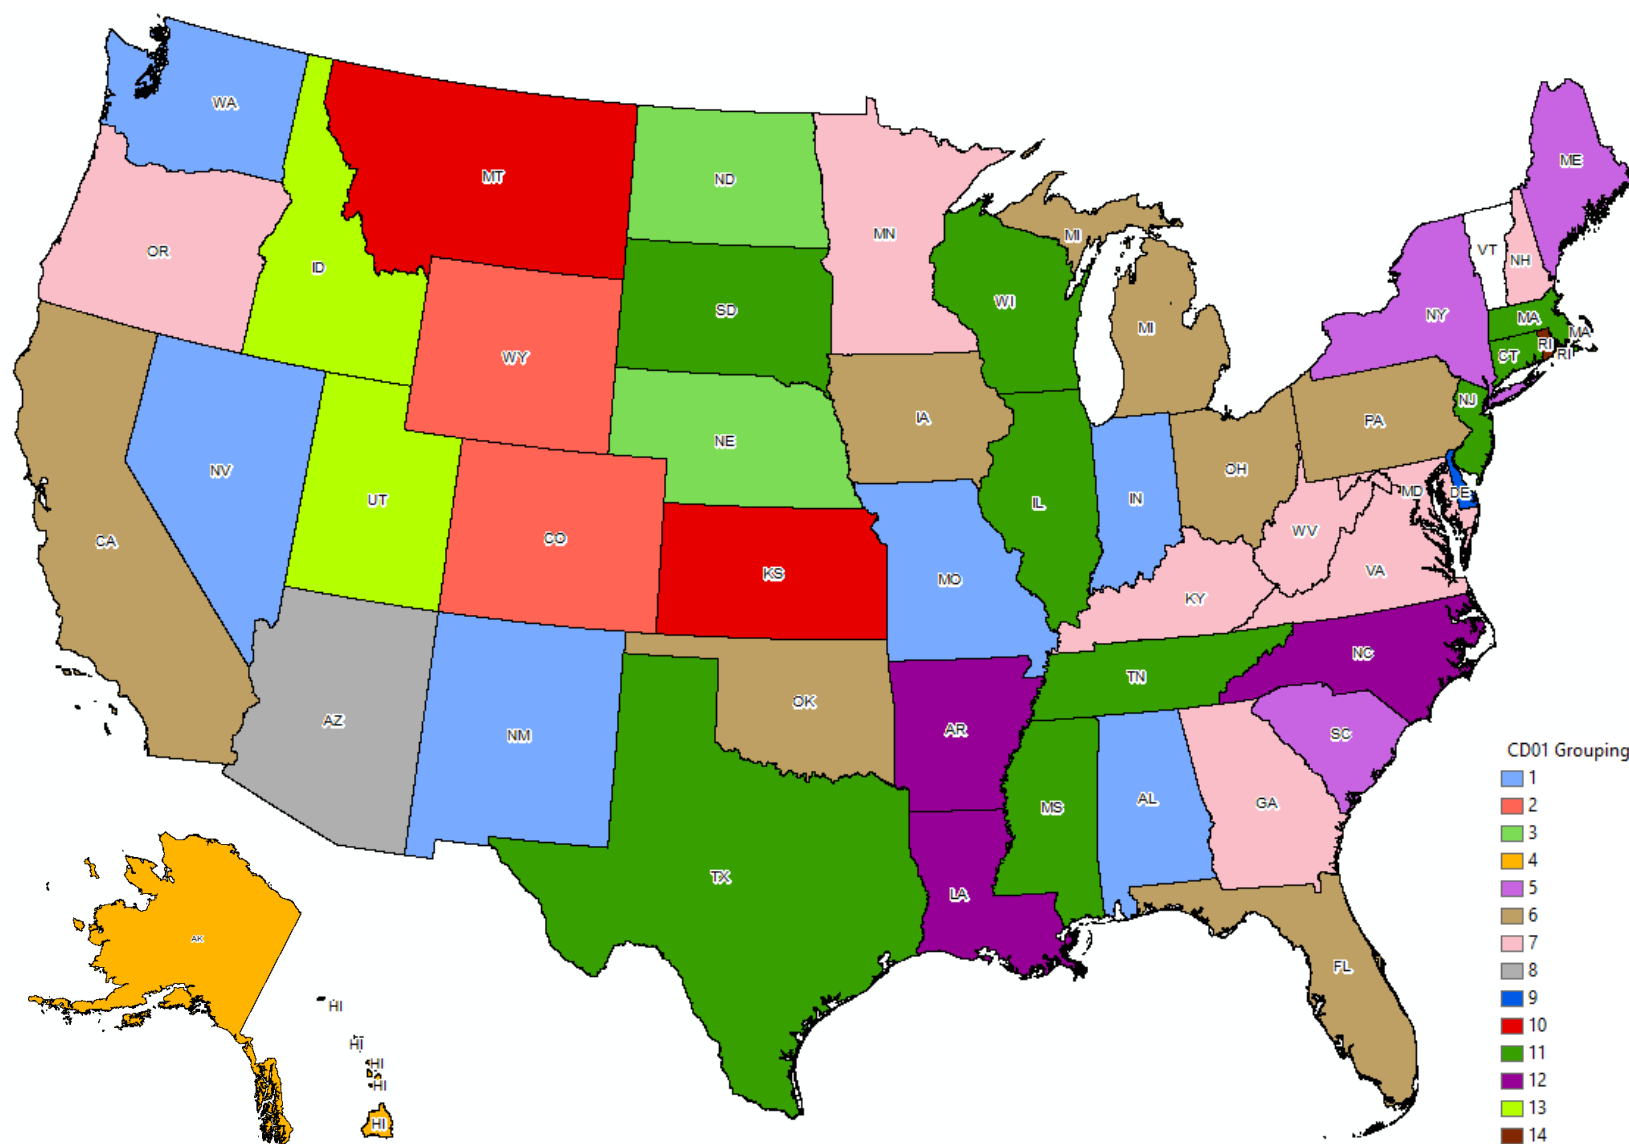 WA
MT
ND
ME
MN
MI
OR
VT
NH
ID
WI
SD
NY
MI
MA
MA
RI
RI
CT
WY
NJ
IA
PA
NE
NV
OH
UT
IL
IN
MD
DE
CO
CA
WV
KS
MO
VA
KY
NC
TN
OK
AZ
NM
AR
SC
CD01 Grouping
1
2
MS
AL
GA
3
4
TX
5
LA
6
AK
7
FL
8
9
HI
10
HI
11
HI
HI
12
13
HI
14